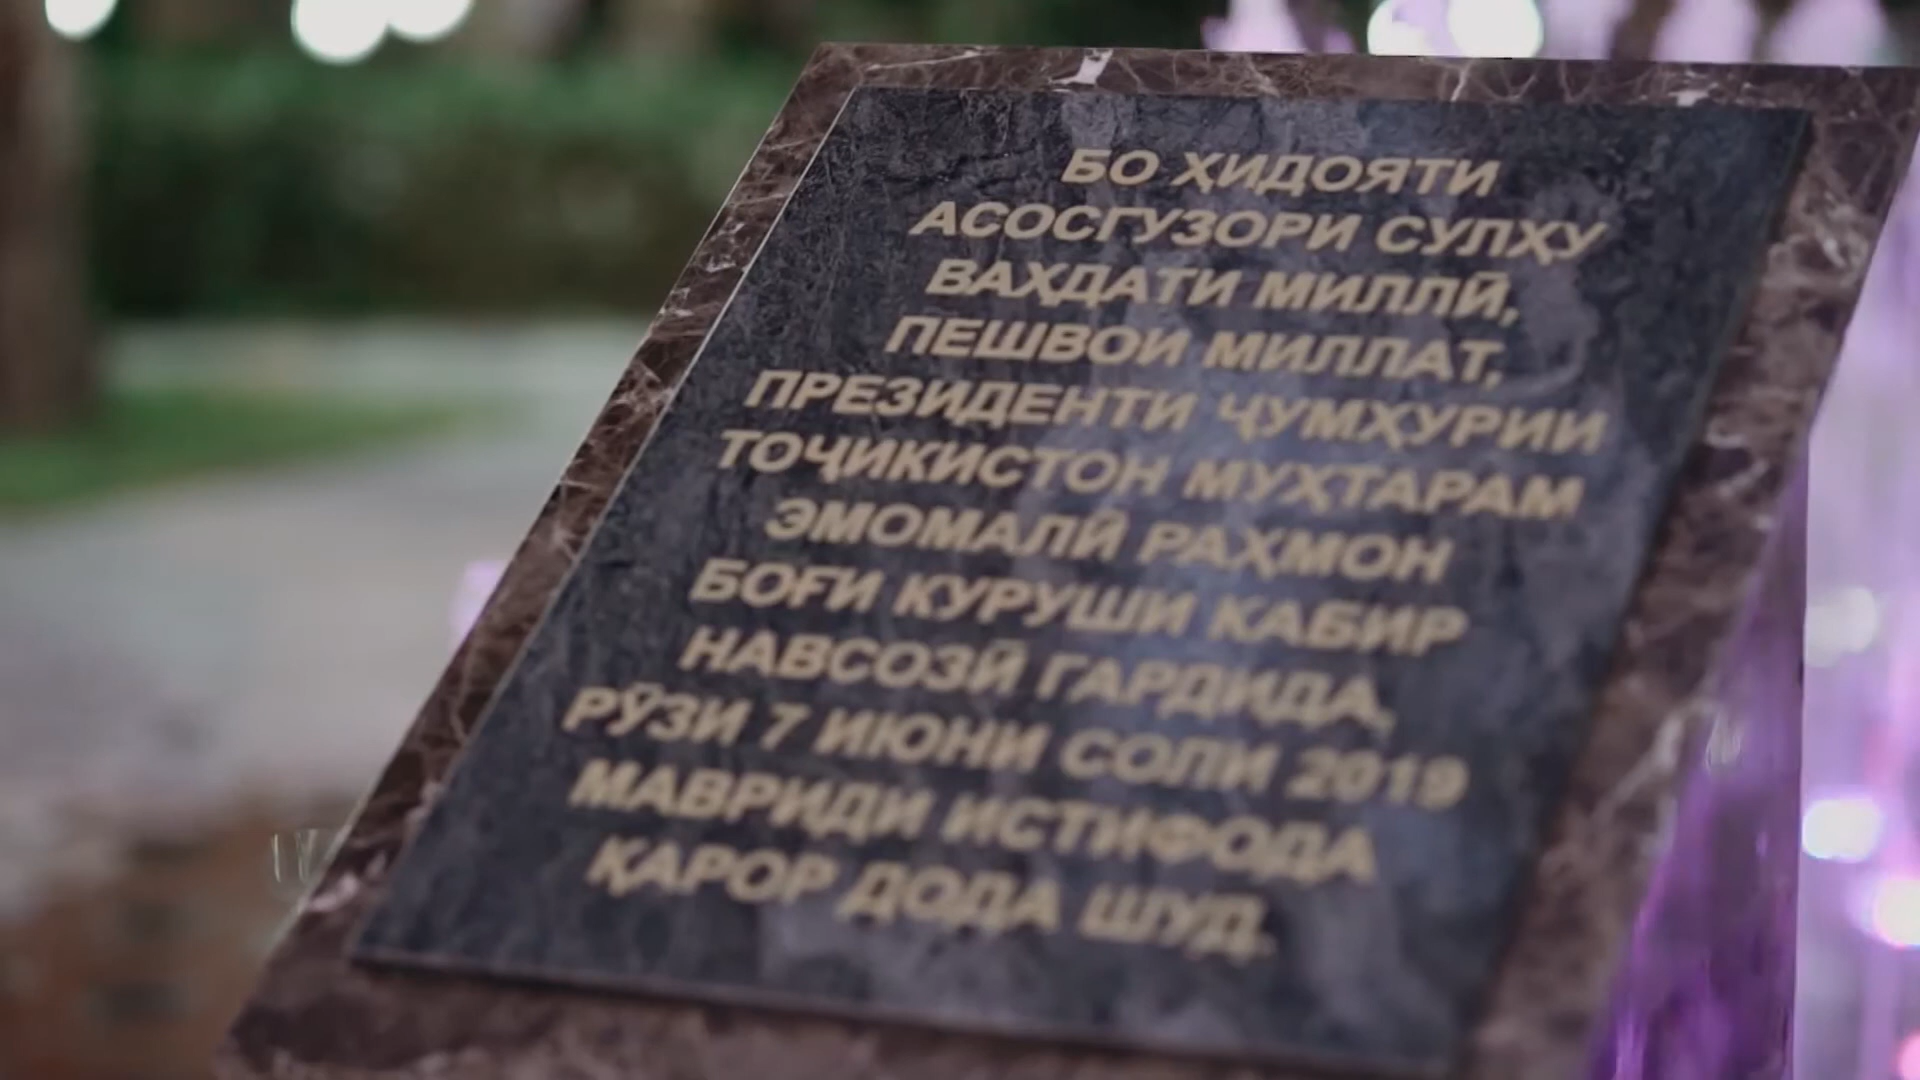 БО ҲИДОЯТИ
АСОСГУЗОРИ СУЛҲУ
ВАҲДАТИ МИЛЛӢ,
ПЕШВОИ МИЛЛАТ,
ПРЕЗИДЕНТИ ҶУМҲУРИИ
ТОҶИКИСТОН МУҲТАРАМ
ЭМОМАЛӢ РАҲМОН
БОҒИ КУРУШИ КАБИР
НАВСОЗӢ ГАРДИДА,
РӮЗИ 7 ИЮНИ СОЛИ 2019
МАВРИДИ ИСТИФОДА
ҚАРОР ДОДА ШУД.